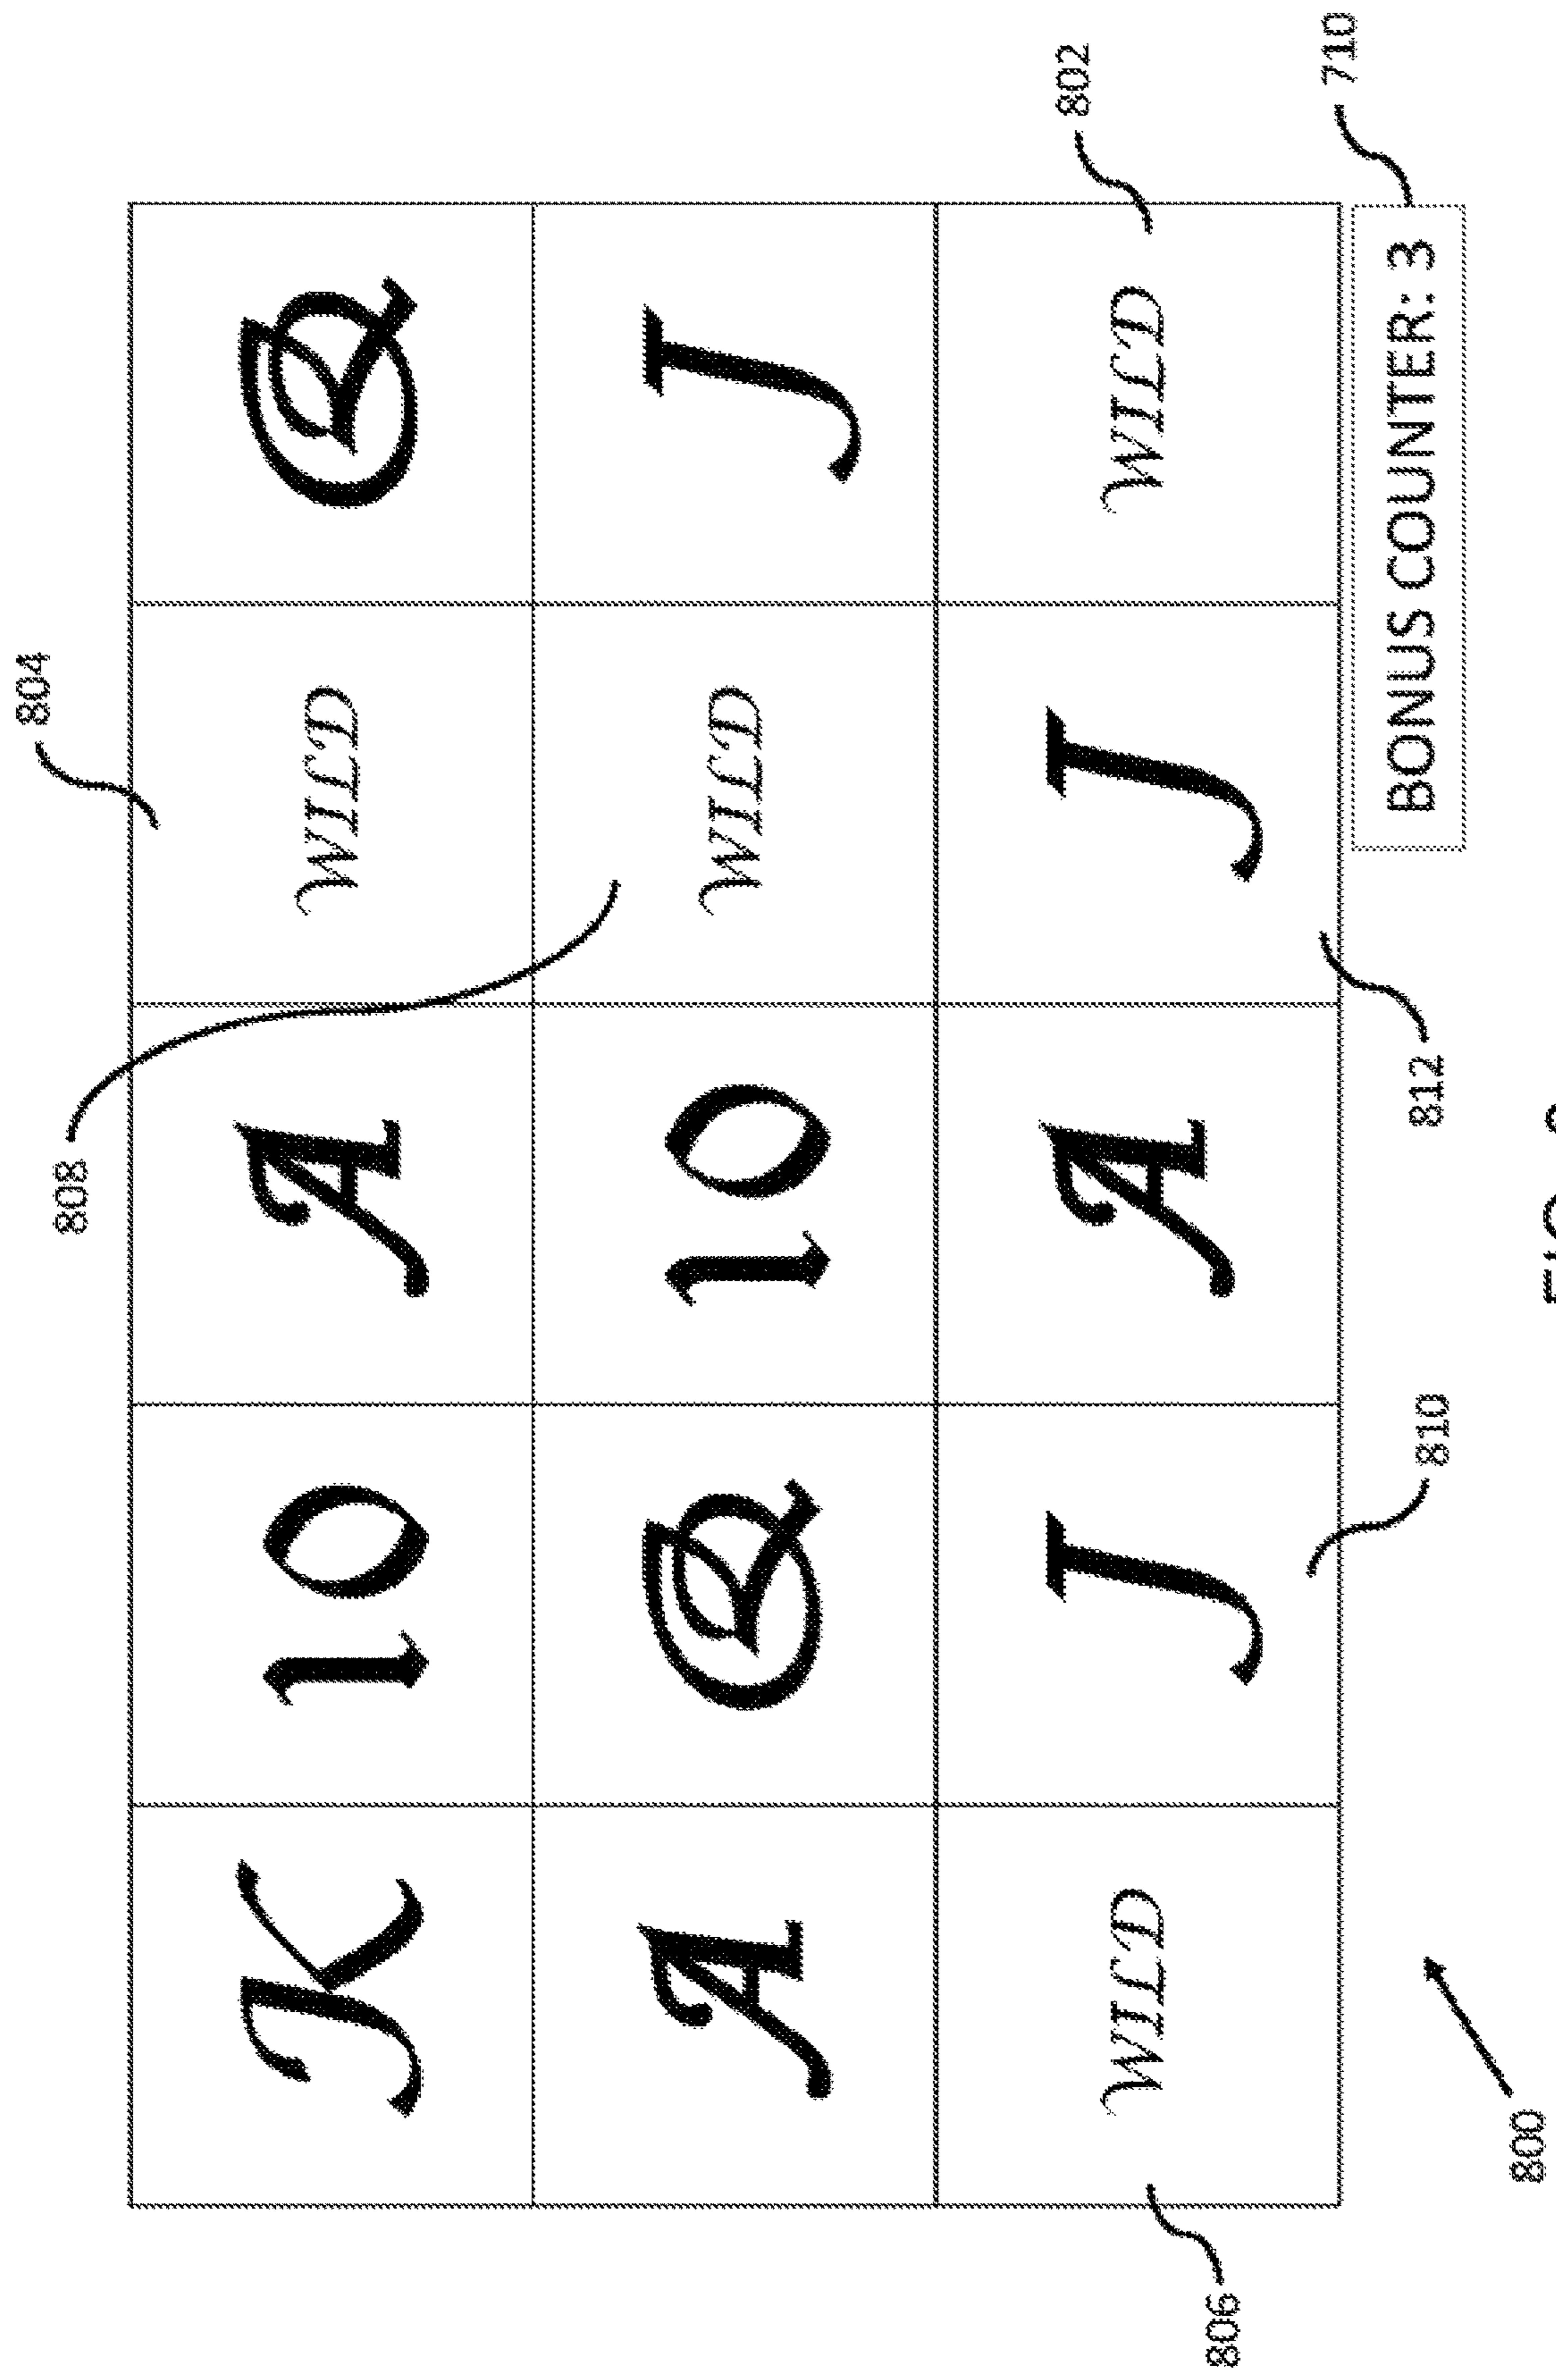 804
808
K 10 A WILD Q
A Q 10 WILD J
806 WILD J A J WILD 802
810 812 BONUS COUNTER: 3 710
800